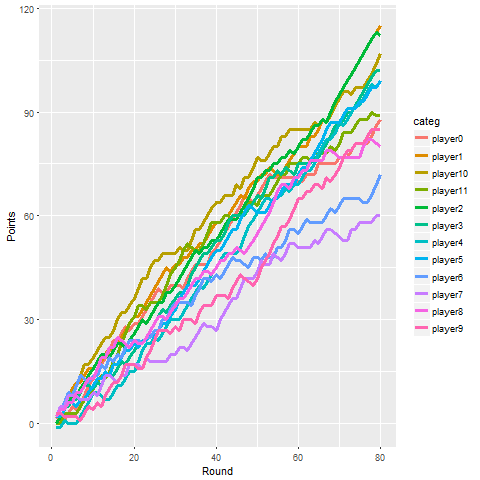 120
90
60
30
0
Points
0
20
40
60
80
Round
categ
player0
player1
player10
player11
player2
player3
player4
player5
player6
player7
player8
player9